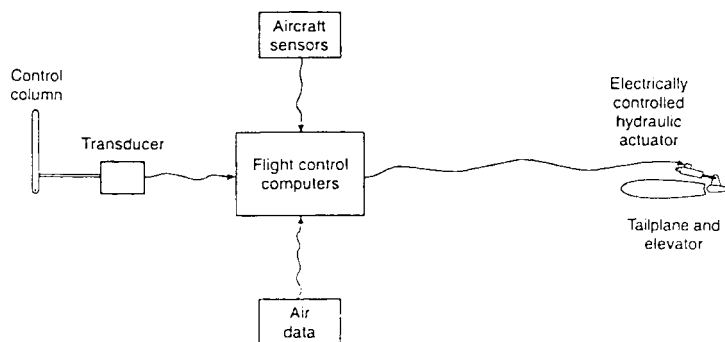 Aircraft
sensors
Control
column
Transducer
Flight control
computers
Electrically
controlled
hydraulic
actuator
Tailplane and
elevator
Air
data